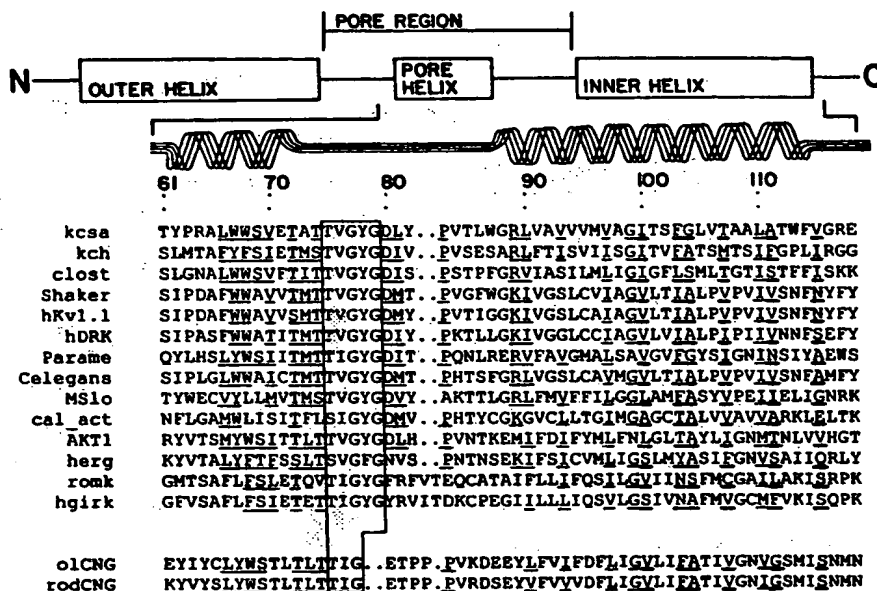 PORE REGION
N OUTER HELIX PORE HELIX INNER HELIX C
61 70 80 90 100 110
kcsa TYPRALWWSVETATTVGYGDLY..PVTLWGRLVAVVVMVAGITSFGLVTAALATWFVGRE
kch SLMTAFYFSIETMSTVGYGDIV..PVSESARLFTISVIISGITVFATSMTSIFGPLIRGG
clost SLGNALWWSVFTITTVGYGDIS..PSTPFGRVIASILMLIGIGFLSMLTGTISTFFISKK
Shaker SIPDAFWWAVVTMTTVGYGDMT..PVGFWGKIVGSLCVIAGVLTIALPVPVIVSNFNYFY
hKv1.1 SIPDAFWWAVVSMTTVGYGDMY..PVTIGGKIVGSLCAIAGVLTIALPVPVIVSNFNYFY
hDRK SIPASFWWATITMTTVGYGDIY..PKTLLGKIVGGLCCIAGVLVIALPIPIIVNNFSEFY
Parame QYLHSLYWSIITMTTIGYGDIT..PQNLRERVFAVGMALSAVGVFGYSIGNINSIYAEWS
Celegans SIPLGLWWAICTMTTVGYGDMT..PHTSFGRLVGSLCAVMGVLTIALPVPVIVSNFAMFY
MSlo TYWECVYLLMVTMSTVGYGDVY..AKTTLGRLFMVFFILGGLAMFASYVPEIIELIGNRK
cal_act NFLGAMWLISITFLSIGYGDMV..PHTYCGKGVCLLTGIMGAGCTALVVAVVARKLELTK
AKT1 RYVTSMYWSITTLTTVGYGDLH..PVNTKEMIFDIFYMLFNLGLTAYLIGNMTNLVVHGT
herg KYVTALYFTFSSLTSVGFGNVS..PNTNSEKIFSICVMLIGSLMYASIFGNVSAIIQRLY
romk GMTSAFLFSLETQVTIGYGFRFVTEQCATAIFLLIFQSILGVIINSFMCGAILAKISRPK
hgirk GFVSAFLFSIETETTIGYGYRVITDKCPEGIILLLIQSVLGSIVNAFMVGCMFVKISQPK
olCNG EYIYCLYWSTLTLTTIG..ETPP.PVKDEEYLFVIFDFLIGVLIFATIVGNVGSMISNMN
rodCNG KYVYSLYWSTLTLTTIG..ETPP.PVRDSEYVFVVVDFLIGVLIFATIVGNIGSMISNMN